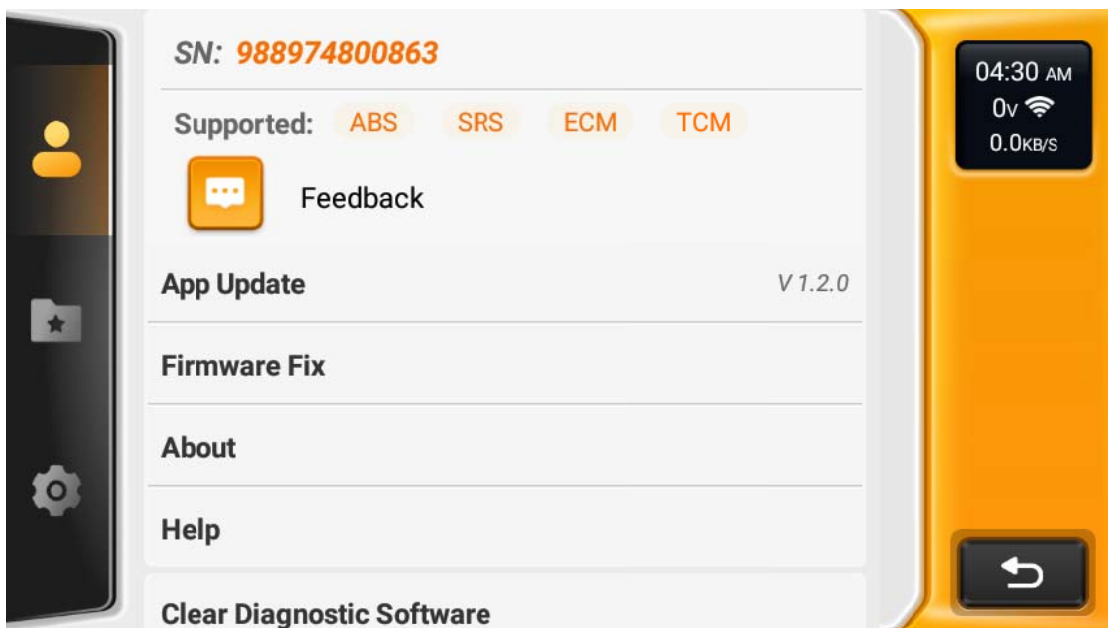 SN: 988974800863
Supported: ABS SRS ECM TCM
Feedback
App Update V 1.2.0
Firmware Fix
About
Help
Clear Diagnostic Software
04:30 AM
0V
0.0KB/S